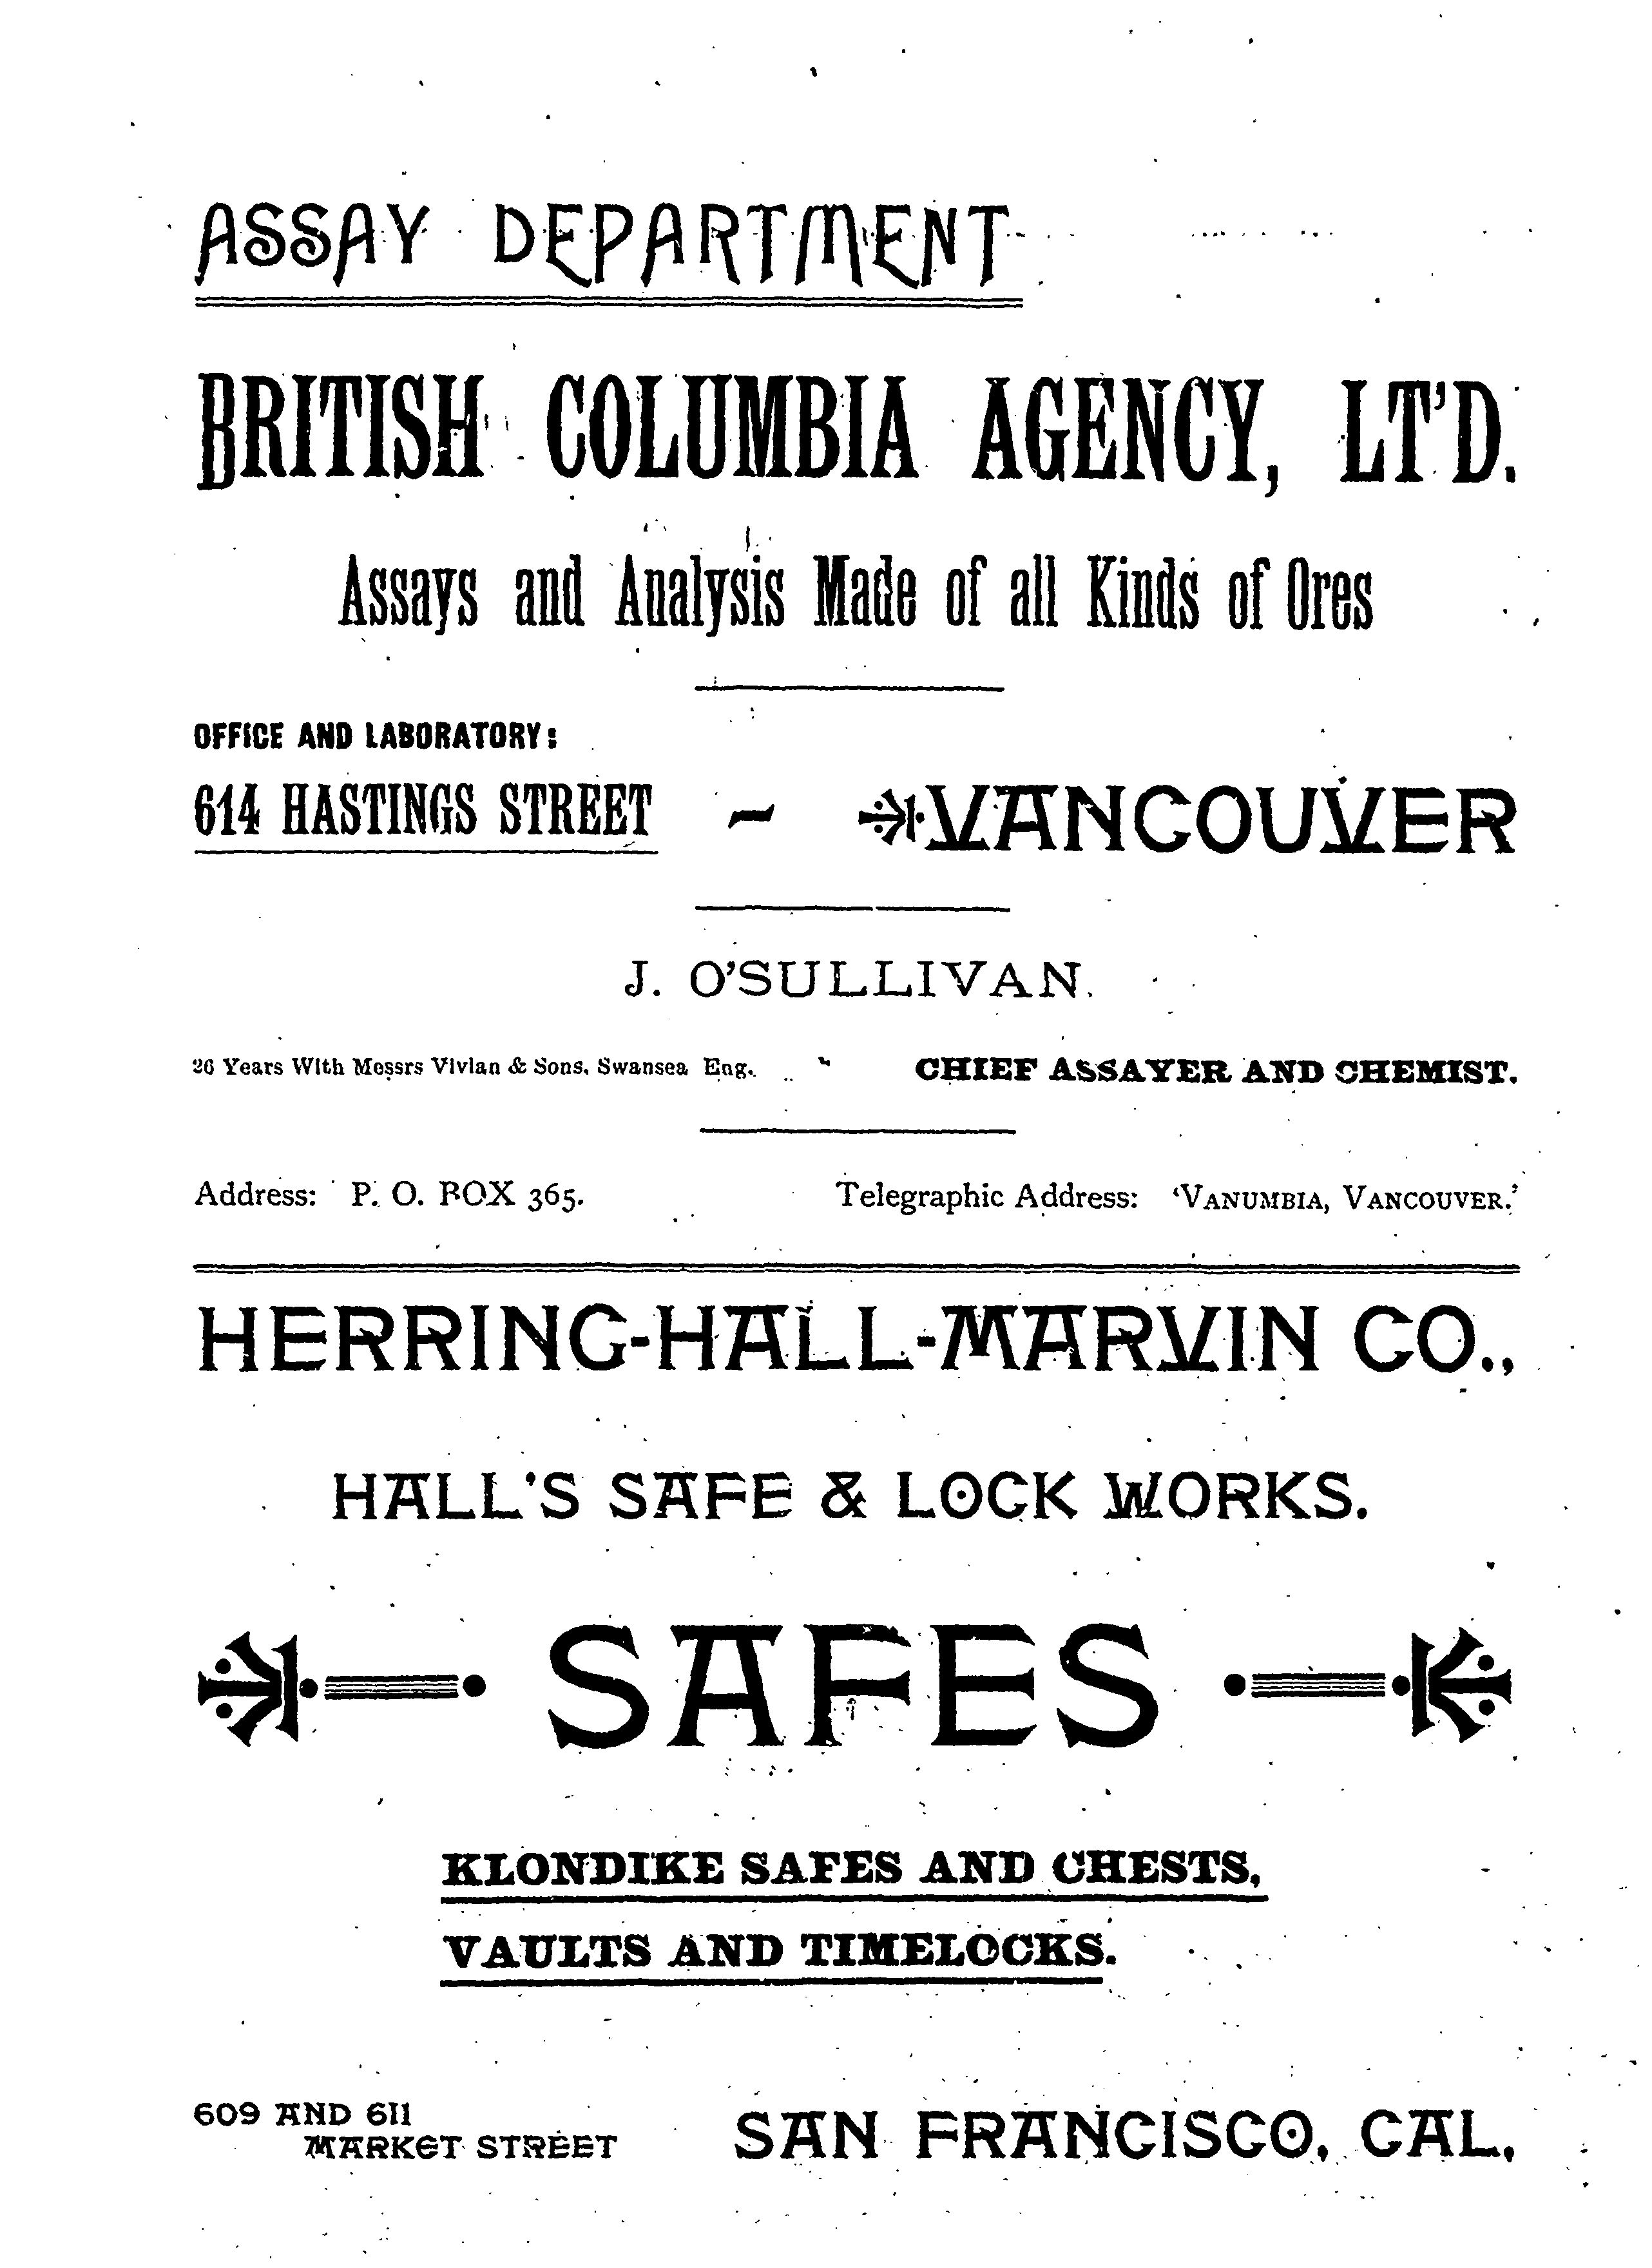 ASSAY DEPARTMENT
BRITISH COLUMBIA AGENCY, LT'D.
Assays and Analysis Made of all Kinds of Ores
OFFICE AND LABORATORY:
614 HASTINGS STREET - VANCOUVER
J. O'SULLIVAN.
26 Years With Messrs Vivian & Sons, Swansea Eng. CHIEF ASSAYER AND CHEMIST.
Address: P. O. BOX 365. Telegraphic Address: 'VANUMBIA, VANCOUVER.'
HERRING-HALL-MARVIN CO.,
HALL'S SAFE & LOCK WORKS.
SAFES
KLONDIKE SAFES AND CHESTS,
VAULTS AND TIMELOCKS.
609 AND 611
MARKET STREET SAN FRANCISCO, CAL,